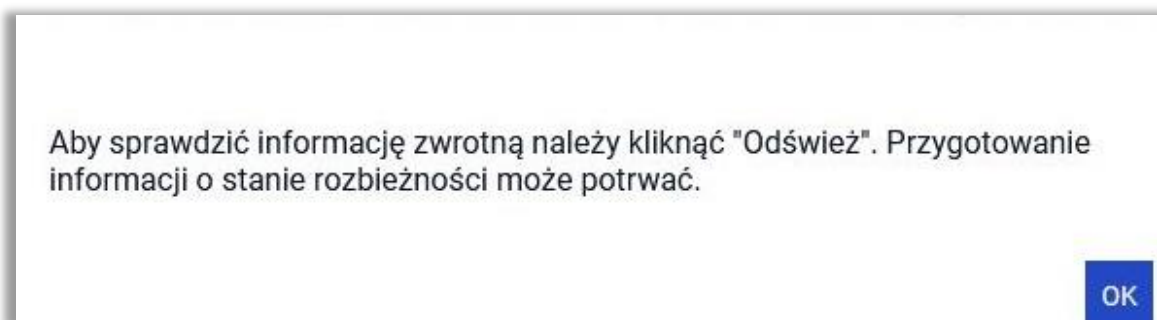 Aby sprawdzić informację zwrotną należy kliknąć "Odśwież". Przygotowanie
informacji o stanie rozbieżności może potrwać.
OK